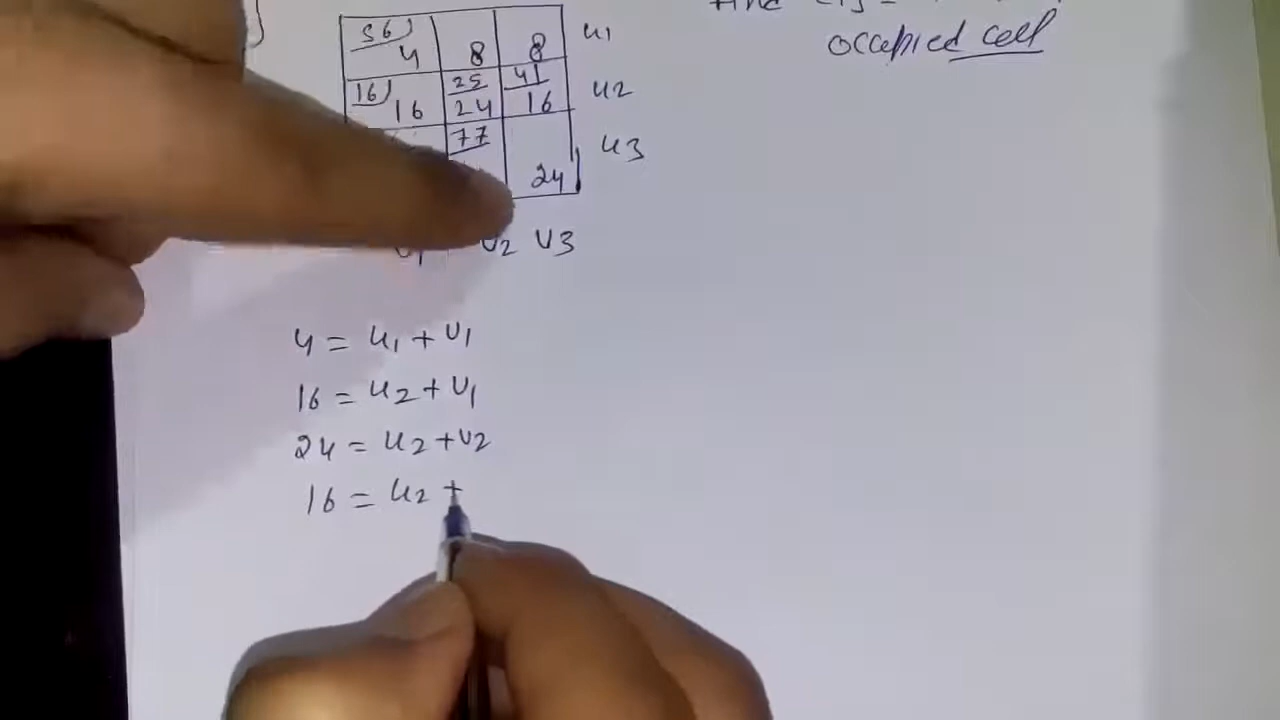 occupied cell
56
4 8 8 u1
16 25 41
16 24 16 u2
77 u3
24
v2 v3
4 = u1 + v1
16 = u2 + v1
24 = u2 + v2
16 = u2 +